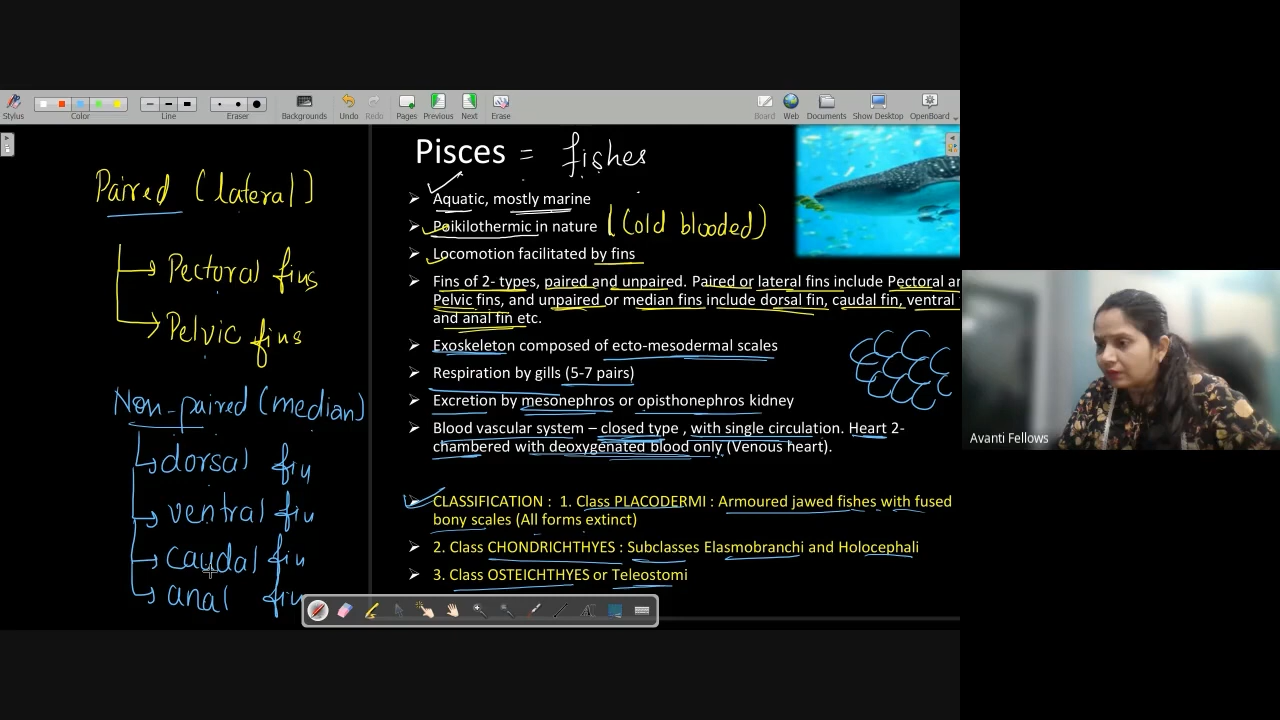 Stylus
Color
Line
Eraser
Backgrounds
Undo
Redo
Pages
Previous
Next
Erase
Board
Web
Documents
Show Desktop
OpenBoard
Paired (lateral)
Pectoral fins
Pelvic fins
Non-paired (median)
dorsal fin
ventral fin
caudal fin
anal fin
Pisces = fishes
Aquatic, mostly marine
Poikilothermic in nature (Cold blooded)
Locomotion facilitated by fins
Fins of 2- types, paired and unpaired. Paired or lateral fins include Pectoral an
Pelvic fins, and unpaired or median fins include dorsal fin, caudal fin, ventral
and anal fin etc.
Exoskeleton composed of ecto-mesodermal scales
Respiration by gills (5-7 pairs)
Excretion by mesonephros or opisthonephros kidney
Blood vascular system – closed type , with single circulation. Heart 2-
chambered with deoxygenated blood only (Venous heart).
CLASSIFICATION : 1. Class PLACODERMI : Armoured jawed fishes with fused
bony scales (All forms extinct)
2. Class CHONDRICHTHYES : Subclasses Elasmobranchi and Holocephali
3. Class OSTEICHTHYES or Teleostomi
Avanti Fellows